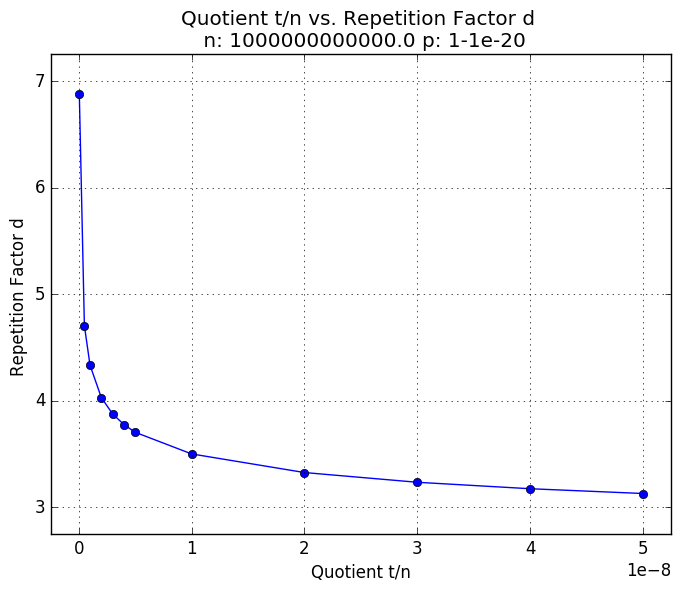 Quotient t/n vs. Repetition Factor d
n: 1000000000000.0 p: 1-1e-20
Repetition Factor d
7
6
5
4
3
0 1 2 3 4 5
1e−8
Quotient t/n